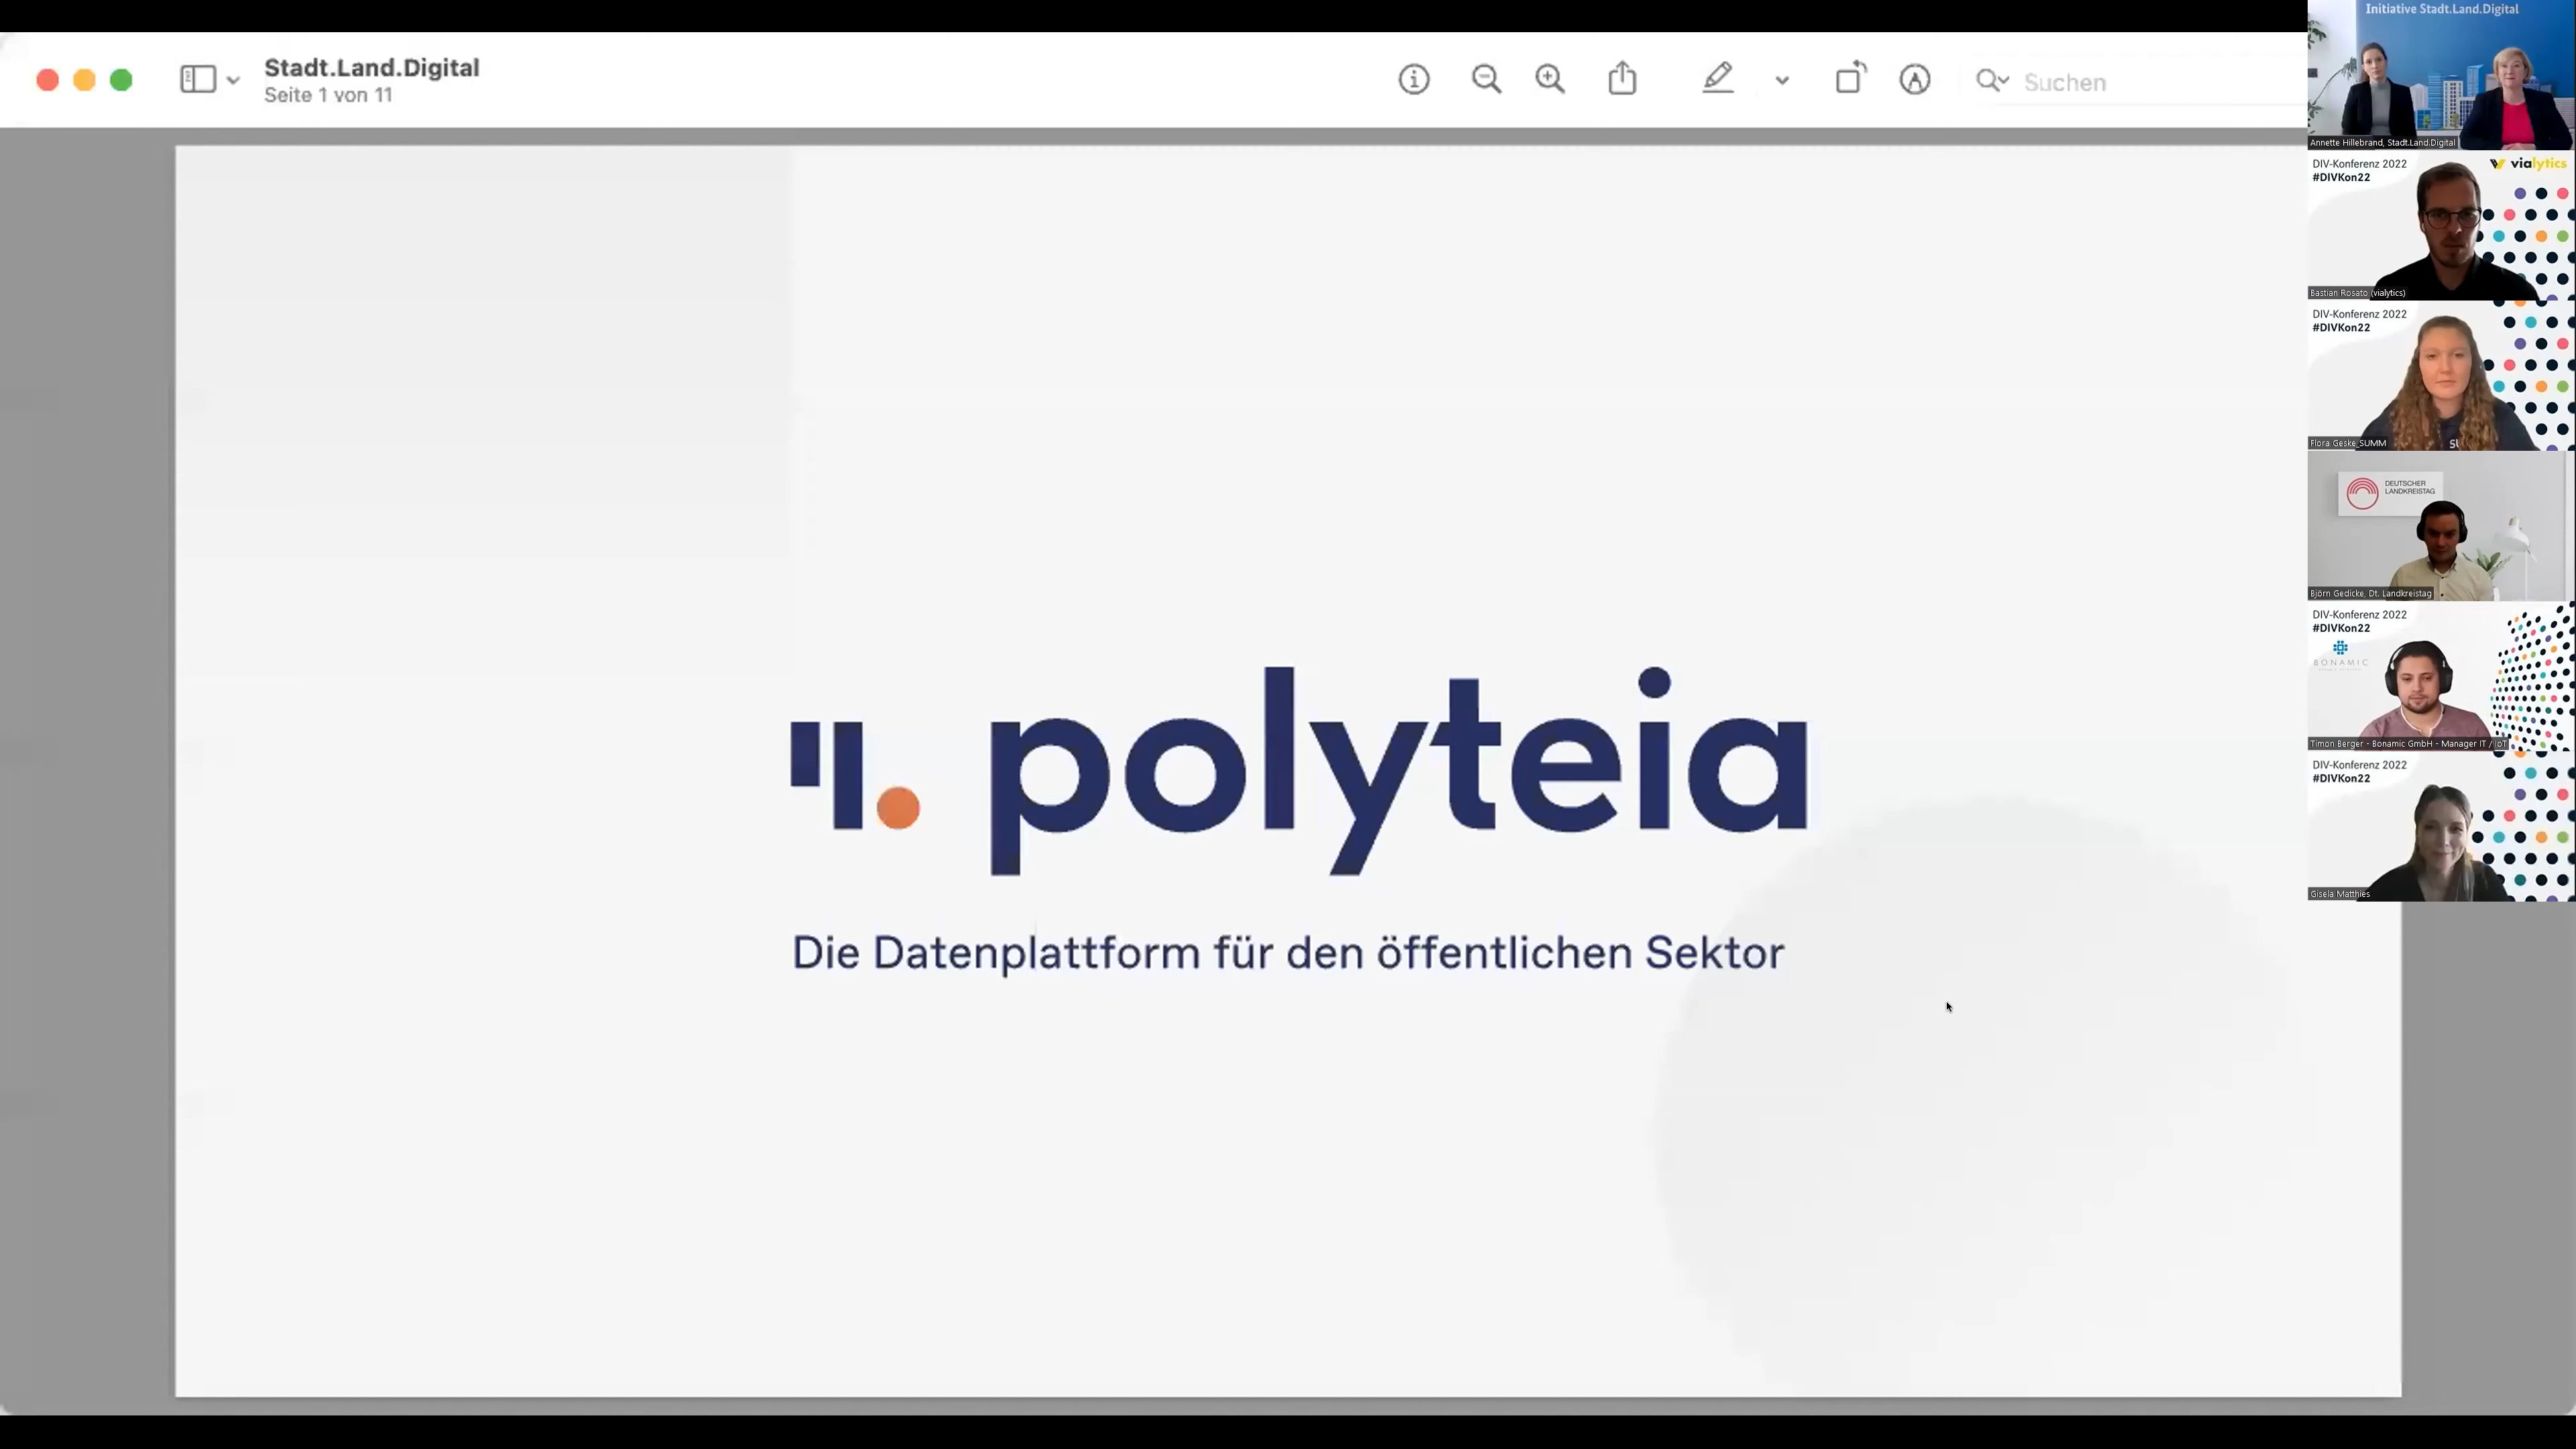 Stadt.Land.Digital
Seite 1 von 11
Suchen
polyteia
Die Datenplattform für den öffentlichen Sektor
Initiative Stadt.Land.Digital
Annette Hillebrand, Stadt.Land.Digital
DIV-Konferenz 2022
#DIVKon22
vialytics
Bastian Rosato (vialytics)
DIV-Konferenz 2022
#DIVKon22
Flora Geske, SUMM
DEUTSCHER
LANDKREISTAG
Björn Gedicke, Dt. Landkreistag
DIV-Konferenz 2022
#DIVKon22
BONAMIC
Timon Berger - Bonamic GmbH - Manager IT / IoT
DIV-Konferenz 2022
#DIVKon22
Gisela Matthies